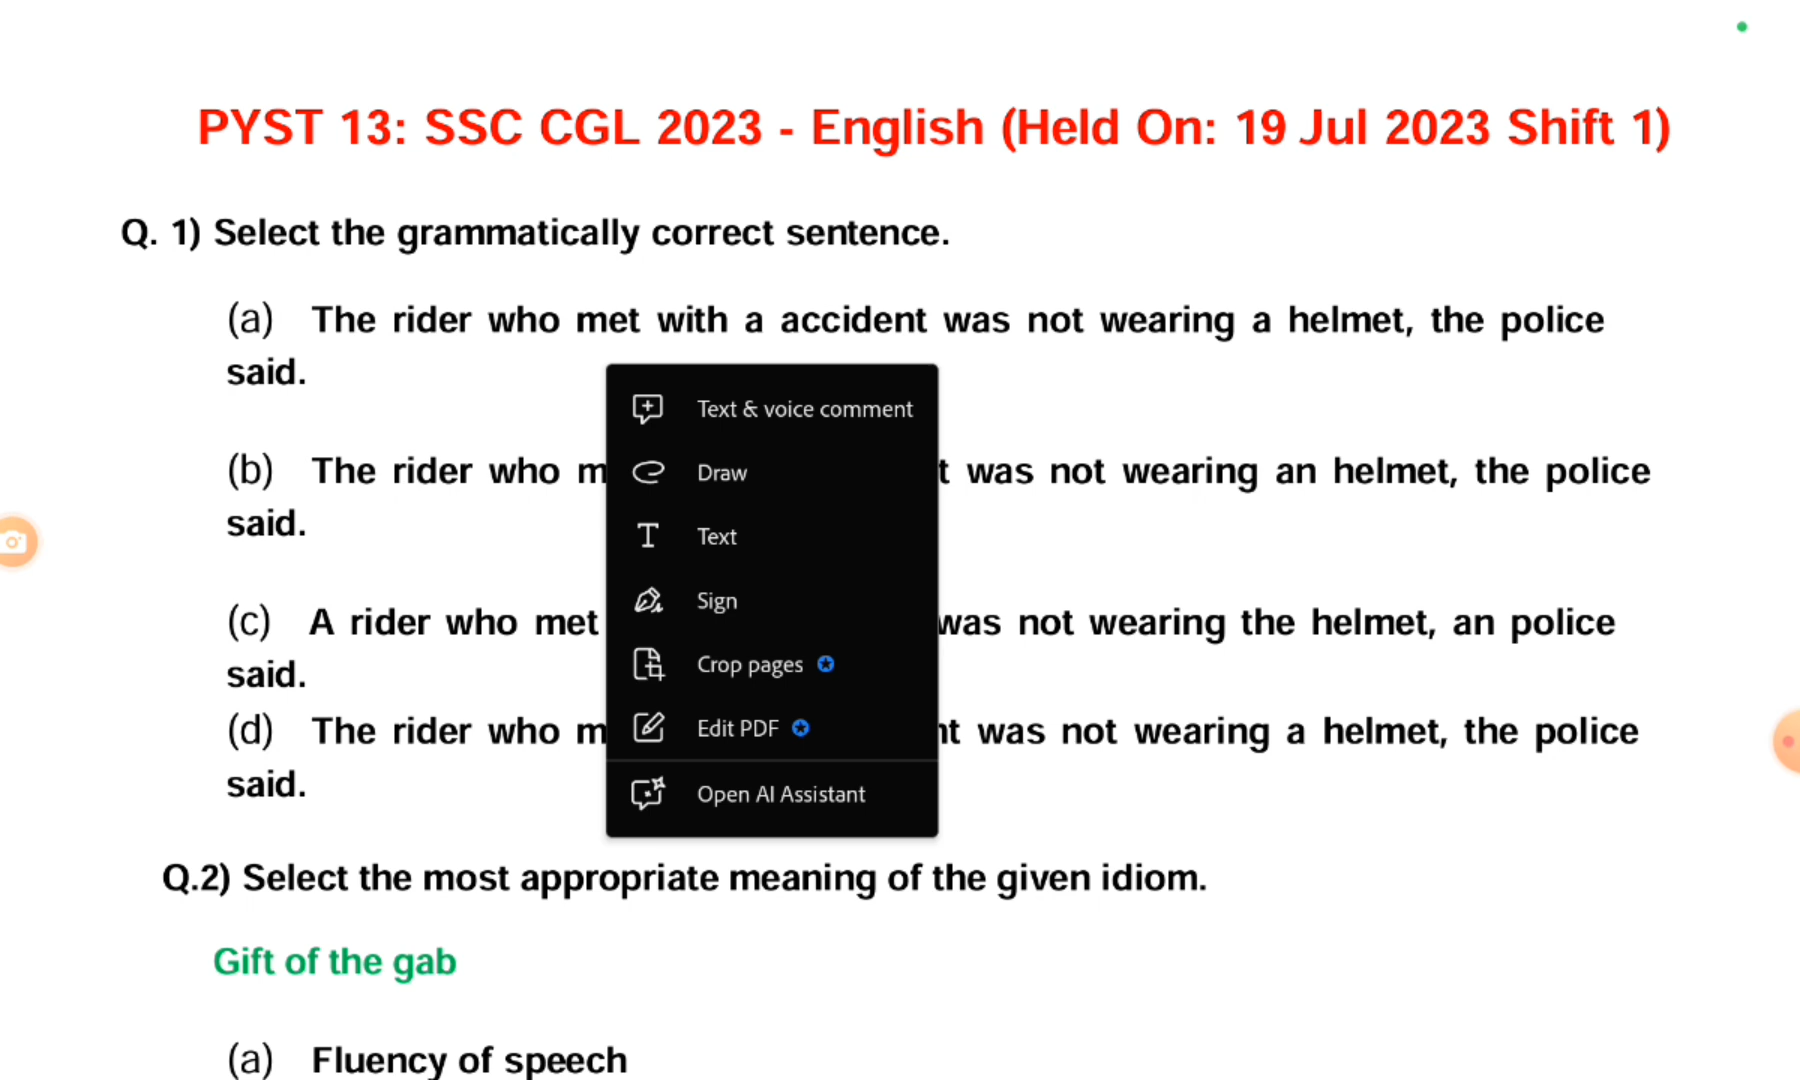 PYST 13: SSC CGL 2023 - English (Held On: 19 Jul 2023 Shift 1)
Q. 1) Select the grammatically correct sentence.
(a) The rider who met with a accident was not wearing a helmet, the police
said.
(b) The rider who m t was not wearing an helmet, the police
said.
(c) A rider who met was not wearing the helmet, an police
said.
(d) The rider who m nt was not wearing a helmet, the police
said.
Text & voice comment
Draw
Text
Sign
Crop pages
Edit PDF
Open AI Assistant
Q.2) Select the most appropriate meaning of the given idiom.
Gift of the gab
(a) Fluency of speech